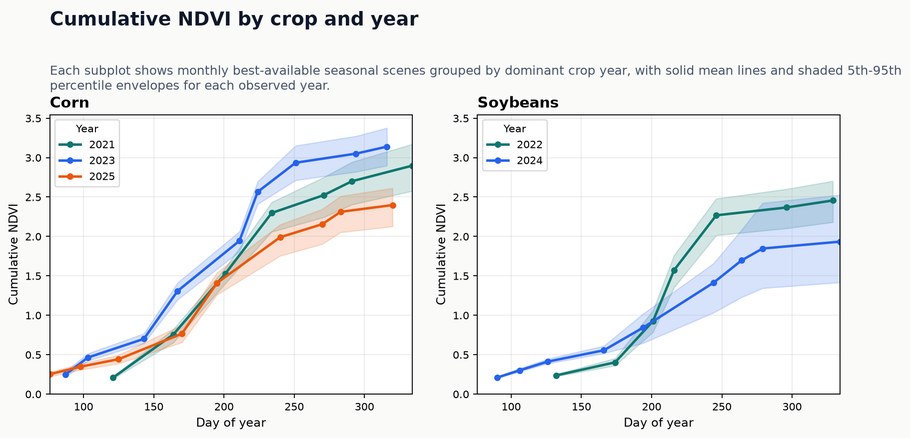 Cumulative NDVI by crop and year
Each subplot shows monthly best-available seasonal scenes grouped by dominant crop year, with solid mean lines and shaded 5th-95th
percentile envelopes for each observed year.
Corn
Year
2021
2023
2025
Cumulative NDVI
3.5
3.0
2.5
2.0
1.5
1.0
0.5
0.0
100
150
200
250
300
Day of year
Soybeans
Year
2022
2024
Cumulative NDVI
3.5
3.0
2.5
2.0
1.5
1.0
0.5
0.0
100
150
200
250
300
Day of year